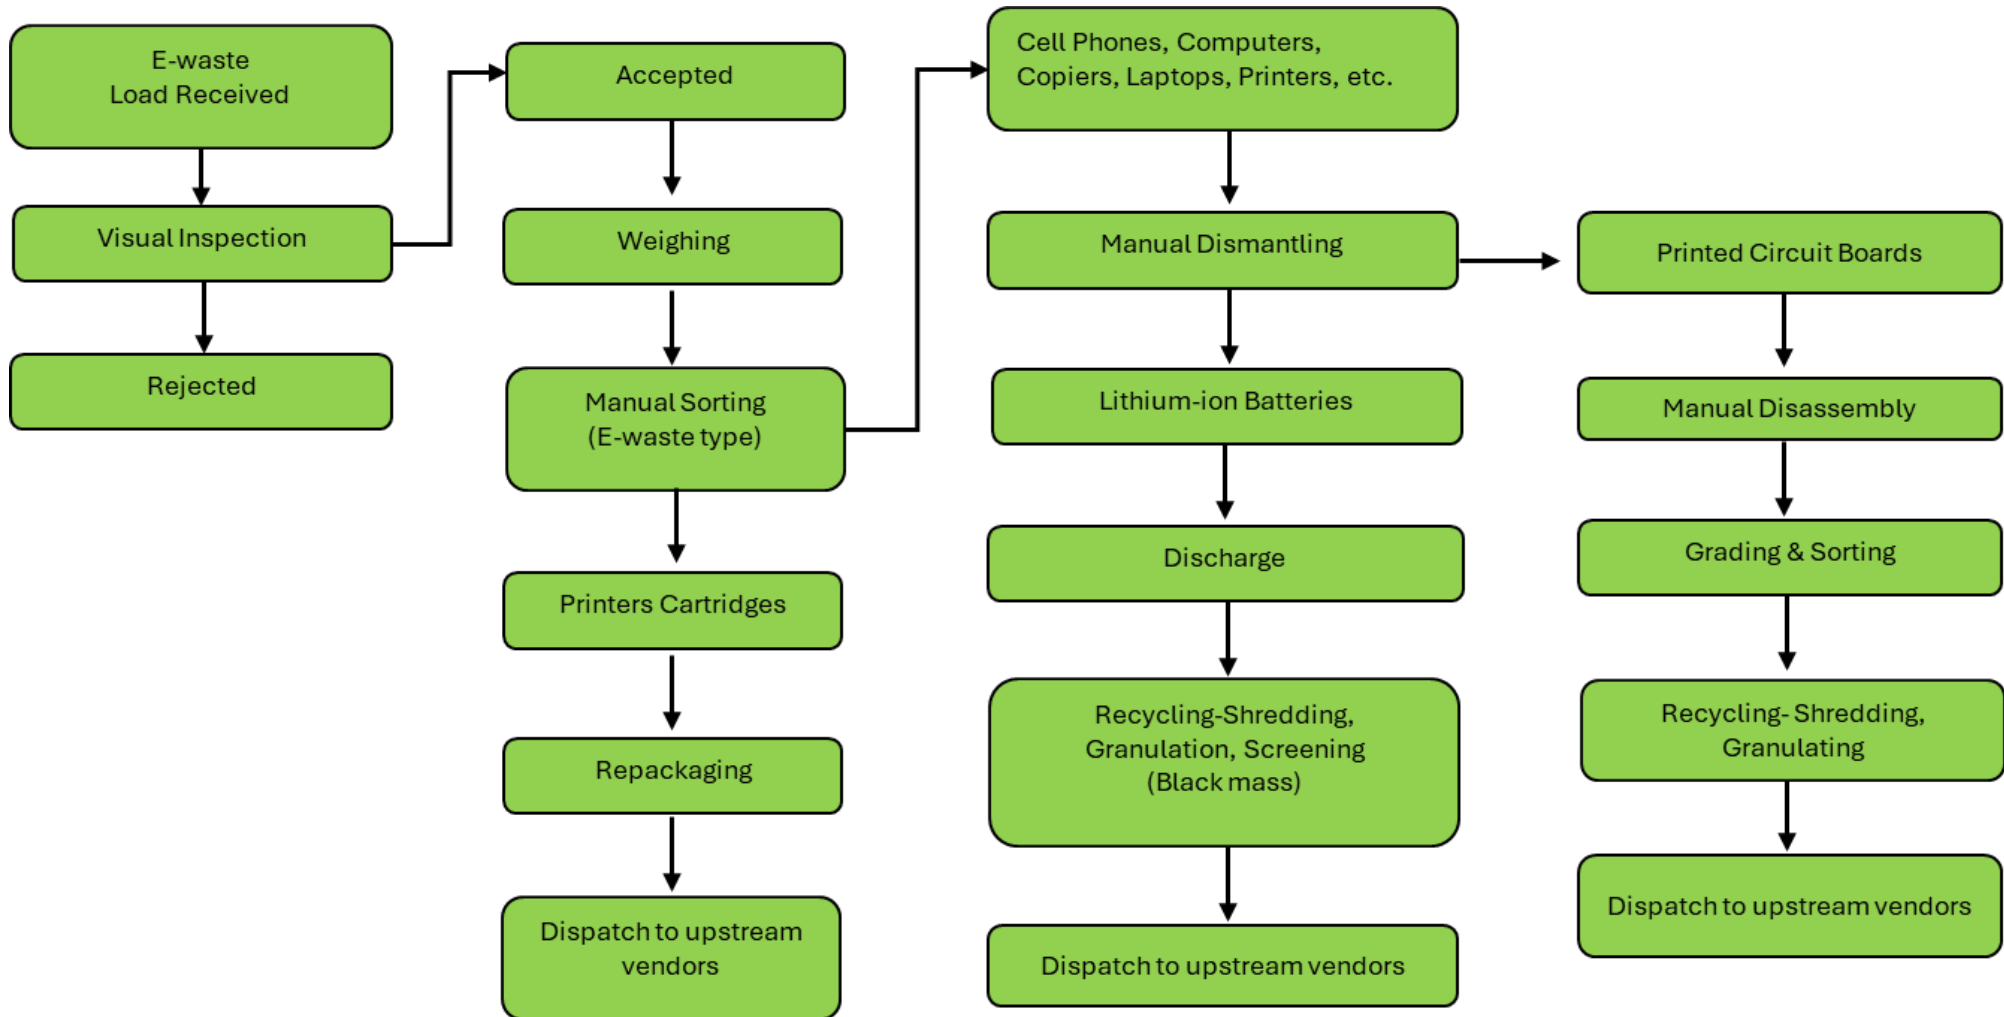 E-waste
Load Received
Visual Inspection
Rejected
Accepted
Weighing
Manual Sorting
(E-waste type)
Printers Cartridges
Repackaging
Dispatch to upstream
vendors
Cell Phones, Computers,
Copiers, Laptops, Printers, etc.
Manual Dismantling
Lithium-ion Batteries
Discharge
Recycling-Shredding,
Granulation, Screening
(Black mass)
Dispatch to upstream vendors
Printed Circuit Boards
Manual Disassembly
Grading & Sorting
Recycling- Shredding,
Granulating
Dispatch to upstream vendors